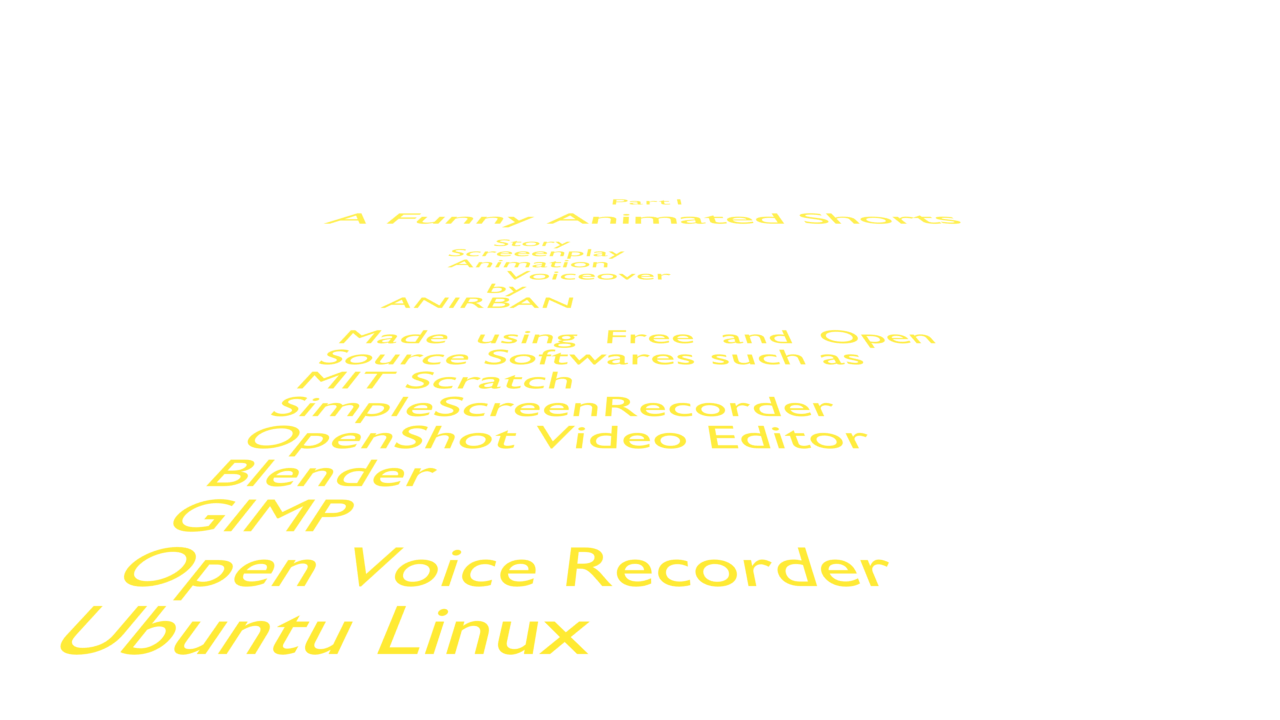 Part I
A Funny Animated Shorts
Story
Screeenplay
Animation
Voiceover
by
ANIRBAN
Made using Free and Open
Source Softwares such as
MIT Scratch
SimpleScreenRecorder
OpenShot Video Editor
Blender
GIMP
Open Voice Recorder
Ubuntu Linux